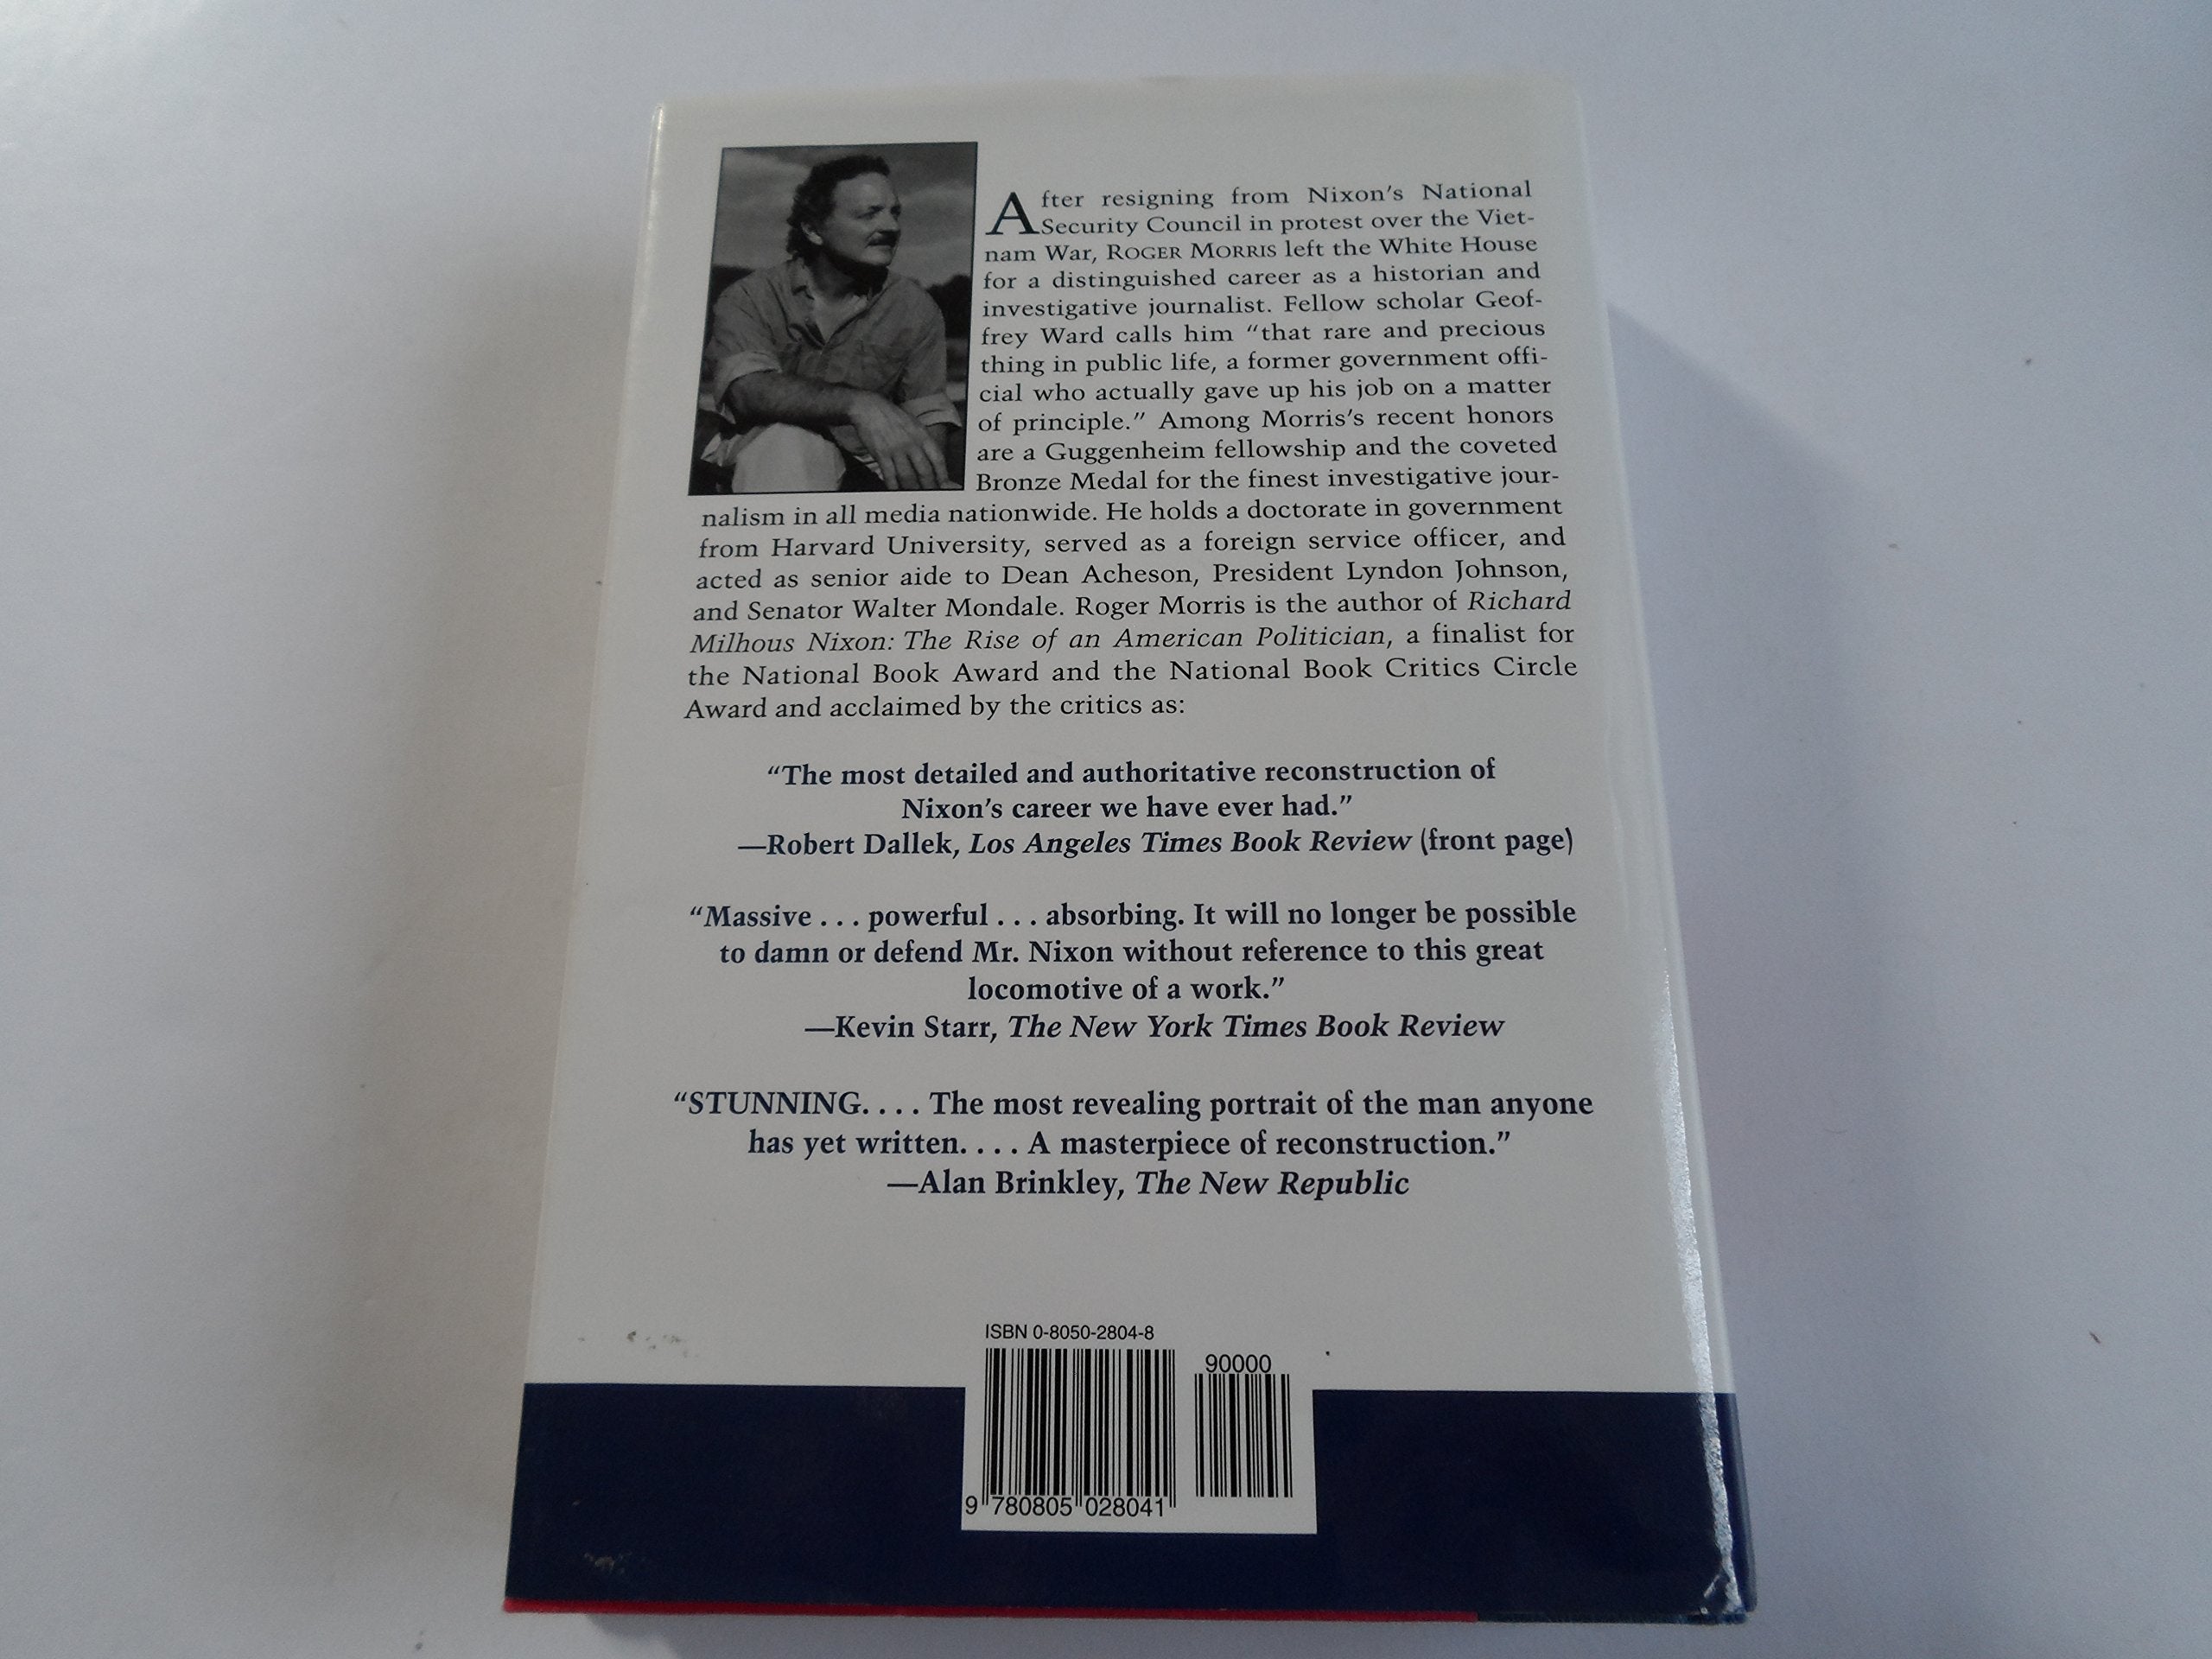 After resigning from Nixon's National
Security Council in protest over the Viet-
nam War, ROGER MORRIS left the White House
for a distinguished career as a historian and
investigative journalist. Fellow scholar Geof-
frey Ward calls him “that rare and precious
thing in public life, a former government offi-
cial who actually gave up his job on a matter
of principle.” Among Morris's recent honors
are a Guggenheim fellowship and the coveted
Bronze Medal for the finest investigative jour-
nalism in all media nationwide. He holds a doctorate in government
from Harvard University, served as a foreign service officer, and
acted as senior aide to Dean Acheson, President Lyndon Johnson,
and Senator Walter Mondale. Roger Morris is the author of Richard
Milhous Nixon: The Rise of an American Politician, a finalist for
the National Book Award and the National Book Critics Circle
Award and acclaimed by the critics as:
“The most detailed and authoritative reconstruction of
Nixon's career we have ever had.”
—Robert Dallek, Los Angeles Times Book Review (front page)
“Massive . . . powerful . . . absorbing. It will no longer be possible
to damn or defend Mr. Nixon without reference to this great
locomotive of a work.”
—Kevin Starr, The New York Times Book Review
“STUNNING. . . . The most revealing portrait of the man anyone
has yet written. . . . A masterpiece of reconstruction.”
—Alan Brinkley, The New Republic
ISBN 0-8050-2804-8
90000
9 780805 028041